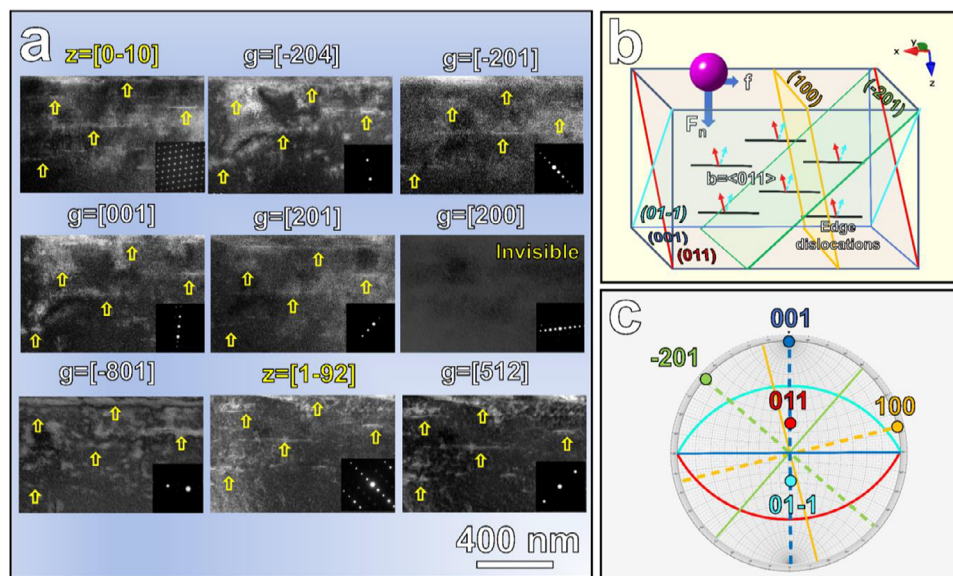 a
z=[0-10]
g=[-204]
g=[-201]
g=[001]
g=[201]
g=[200]
Invisible
g=[-801]
z=[1-92]
g=[512]
400 nm
b
x
y
z
f
Fn
(100)
(-201)
b=<011>
(01-1)
(001)
(011)
Edge
dislocations
c
001
-201
011
100
01-1